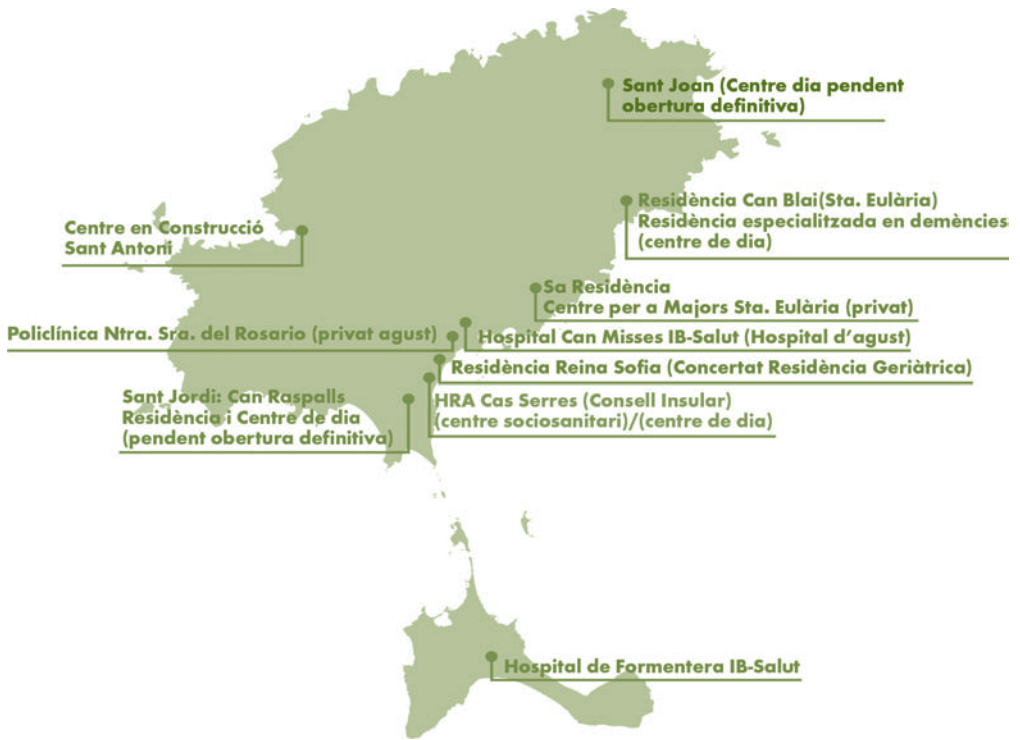 Sant Joan (Centre dia pendent
obertura definitiva)
Residència Can Blai(Sta. Eulària)
Residència especialitzada en demències
(centre de dia)
Centre en Construcció
Sant Antoni
Sa Residència
Centre per a Majors Sta. Eulària (privat)
Policlínica Ntra. Sra. del Rosario (privat agust)
Hospital Can Misses IB-Salut (Hospital d'agust)
Residència Reina Sofia (Concertat Residència Geriàtrica)
Sant Jordi: Can Raspalls
Residència i Centre de dia
(pendent obertura definitiva)
HRA Cas Serres (Consell Insular)
(centre sociosanitari)/(centre de dia)
Hospital de Formentera IB-Salut